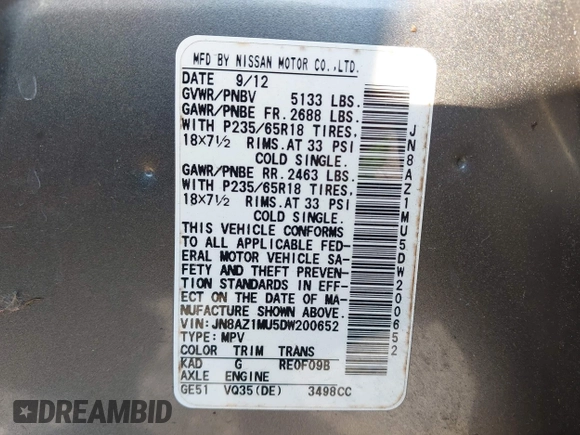 MFD BY NISSAN MOTOR CO.,LTD.
DATE 9/12
GVWR/PNBV 5133 LBS.
GAWR/PNBE FR. 2688 LBS.
WITH P235/65R18 TIRES,
18×7½ RIMS.AT 33 PSI
COLD SINGLE.
GAWR/PNBE RR. 2463 LBS.
WITH P235/65R18 TIRES,
18×7½ RIMS.AT 33 PSI
COLD SINGLE.
THIS VEHICLE CONFORMS
TO ALL APPLICABLE FED-
ERAL MOTOR VEHICLE SA-
FETY AND THEFT PREVEN-
TION STANDARDS IN EFF-
ECT ON THE DATE OF MA-
NUFACTURE SHOWN ABOVE.
VIN: JN8AZ1MU5DW200652
TYPE: MPV
COLOR TRIM TRANS
KAD G RE0F09B
AXLE ENGINE
GE51 VQ35(DE) 3498CC
JN8AZ1MU5DW200652
DREAMBID